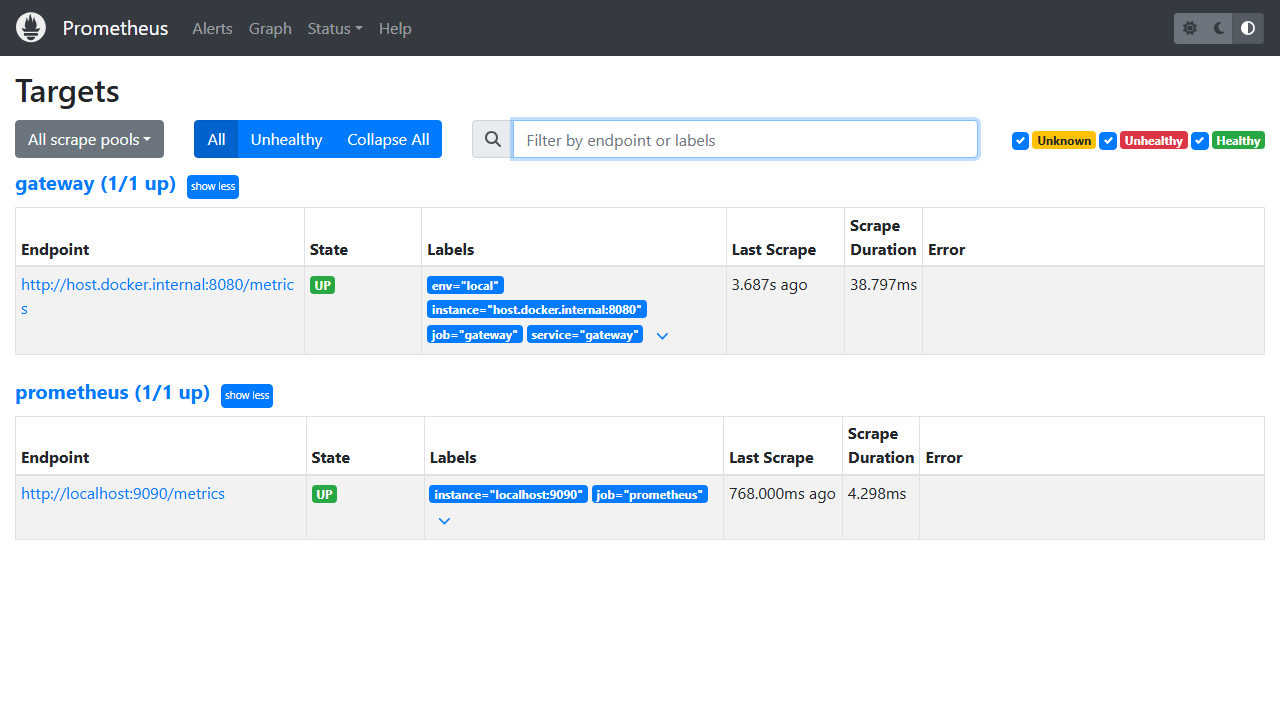 Prometheus Alerts Graph Status Help
Targets
All scrape pools All Unhealthy Collapse All Filter by endpoint or labels Unknown Unhealthy Healthy
gateway (1/1 up) show less
Endpoint State Labels Last Scrape Scrape Duration Error
http://host.docker.internal:8080/metrics UP env="local" 3.687s ago 38.797ms
instance="host.docker.internal:8080"
job="gateway" service="gateway"
prometheus (1/1 up) show less
Endpoint State Labels Last Scrape Scrape Duration Error
http://localhost:9090/metrics UP instance="localhost:9090" job="prometheus" 768.000ms ago 4.298ms